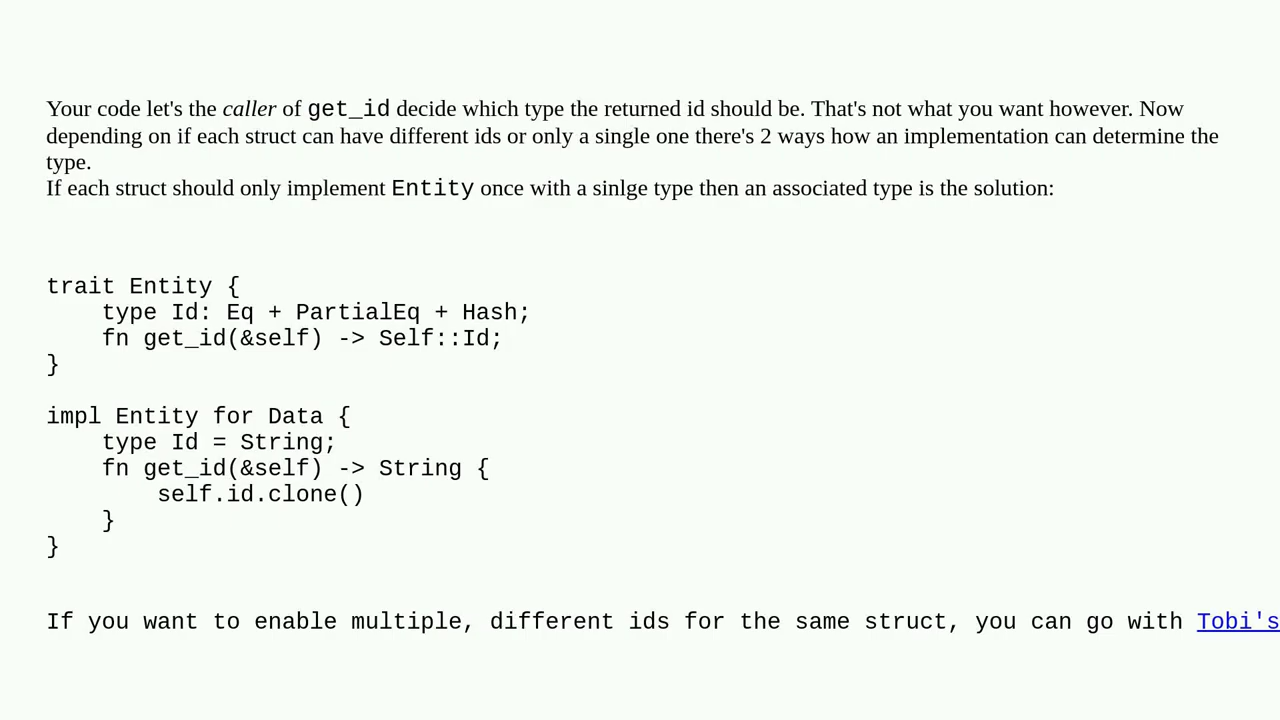 Your code let's the caller of get_id decide which type the returned id should be. That's not what you want however. Now
depending on if each struct can have different ids or only a single one there's 2 ways how an implementation can determine the
type.
If each struct should only implement Entity once with a sinlge type then an associated type is the solution:
trait Entity {
    type Id: Eq + PartialEq + Hash;
    fn get_id(&self) -> Self::Id;
}
impl Entity for Data {
    type Id = String;
    fn get_id(&self) -> String {
        self.id.clone()
    }
}
If you want to enable multiple, different ids for the same struct, you can go with Tobi's